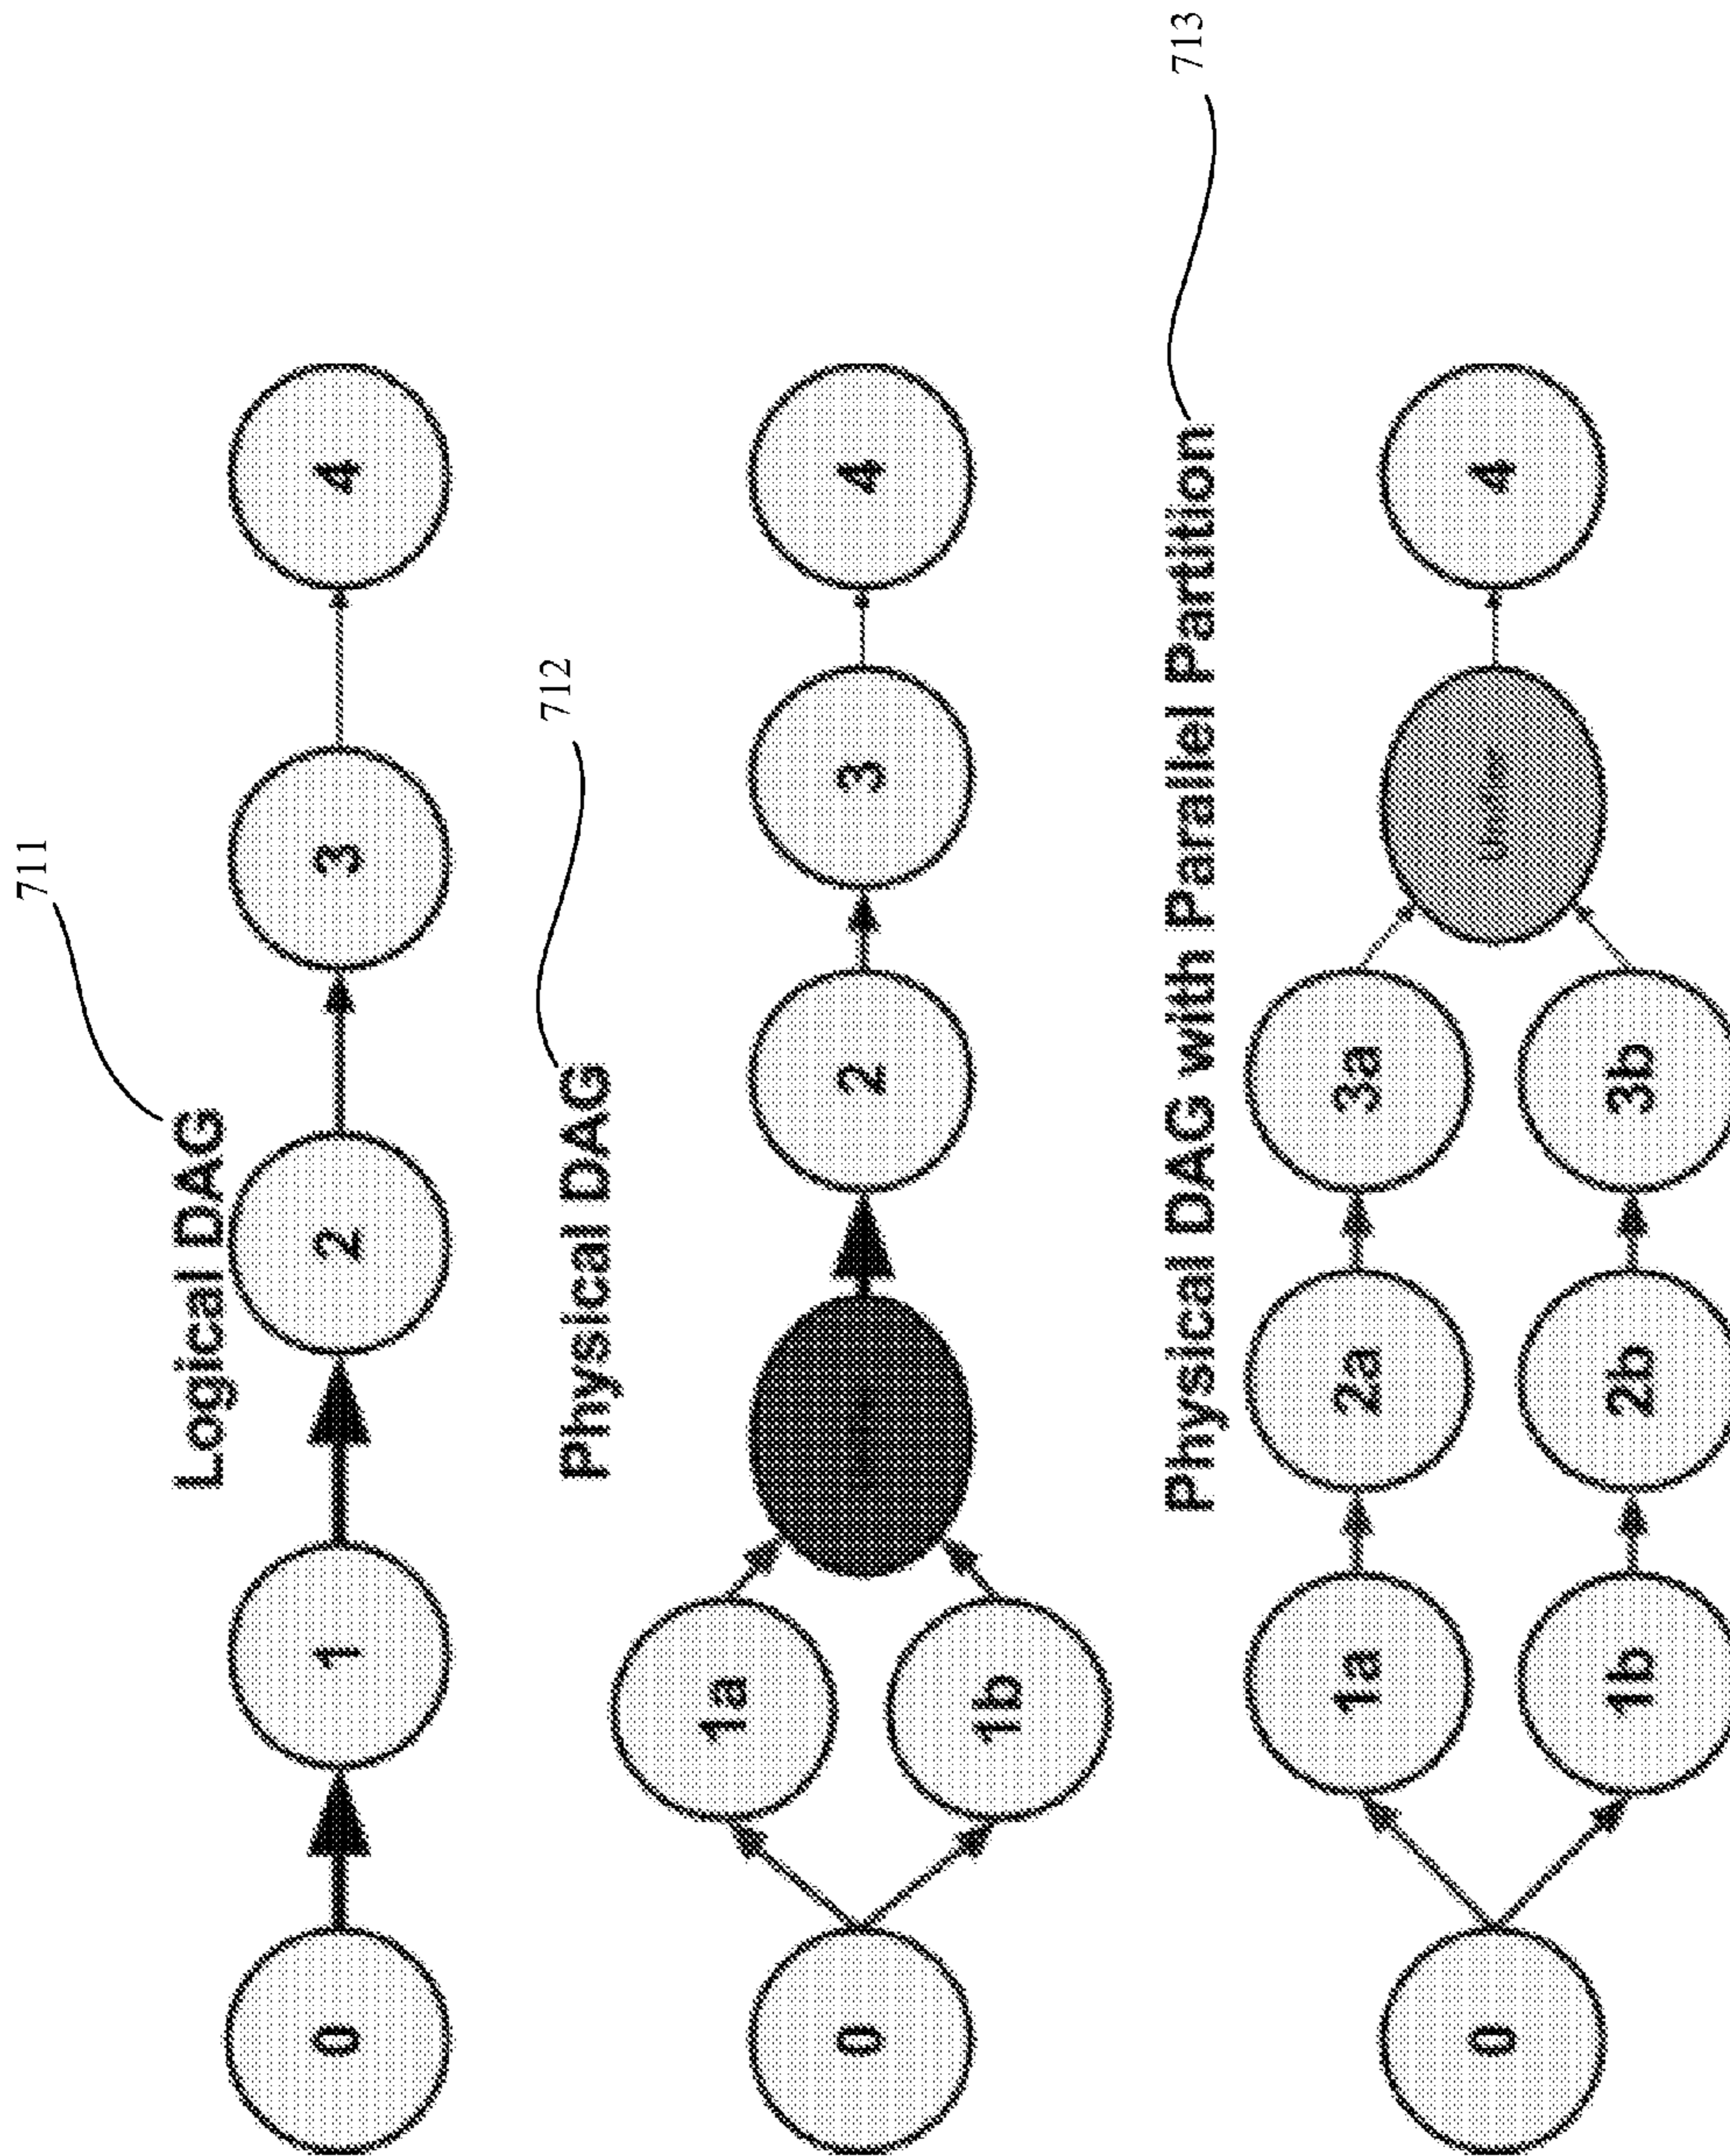 711
Logical DAG
0 1 2 3 4
712
Physical DAG
1a
0 2 3 4
1b
713
Physical DAG with Parallel Partition
1a 2a 3a
0 Unifier 4
1b 2b 3b